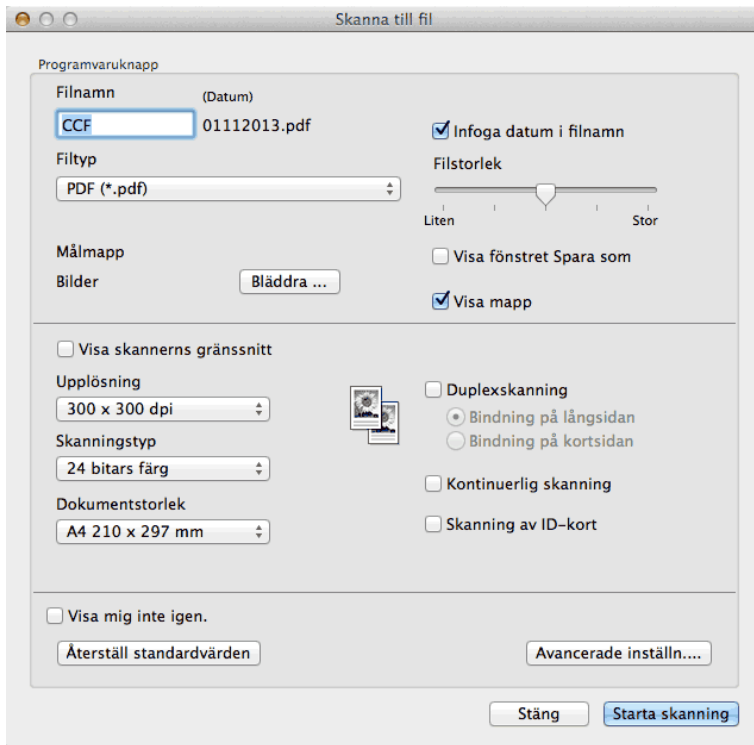 Skanna till fil
Programvaruknapp
Filnamn
(Datum)
CCF
01112013.pdf
Infoga datum i filnamn
Filtyp
PDF (*.pdf)
Filstorlek
Liten
Stor
Målmapp
Bilder
Bläddra ...
Visa fönstret Spara som
Visa mapp
Visa skannerns gränssnitt
Upplösning
300 x 300 dpi
Skanningstyp
24 bitars färg
Dokumentstorlek
A4 210 x 297 mm
Duplexskanning
Bindning på långsidan
Bindning på kortsidan
Kontinuerlig skanning
Skanning av ID-kort
Visa mig inte igen.
Återställ standardvärden
Avancerade inställn....
Stäng
Starta skanning